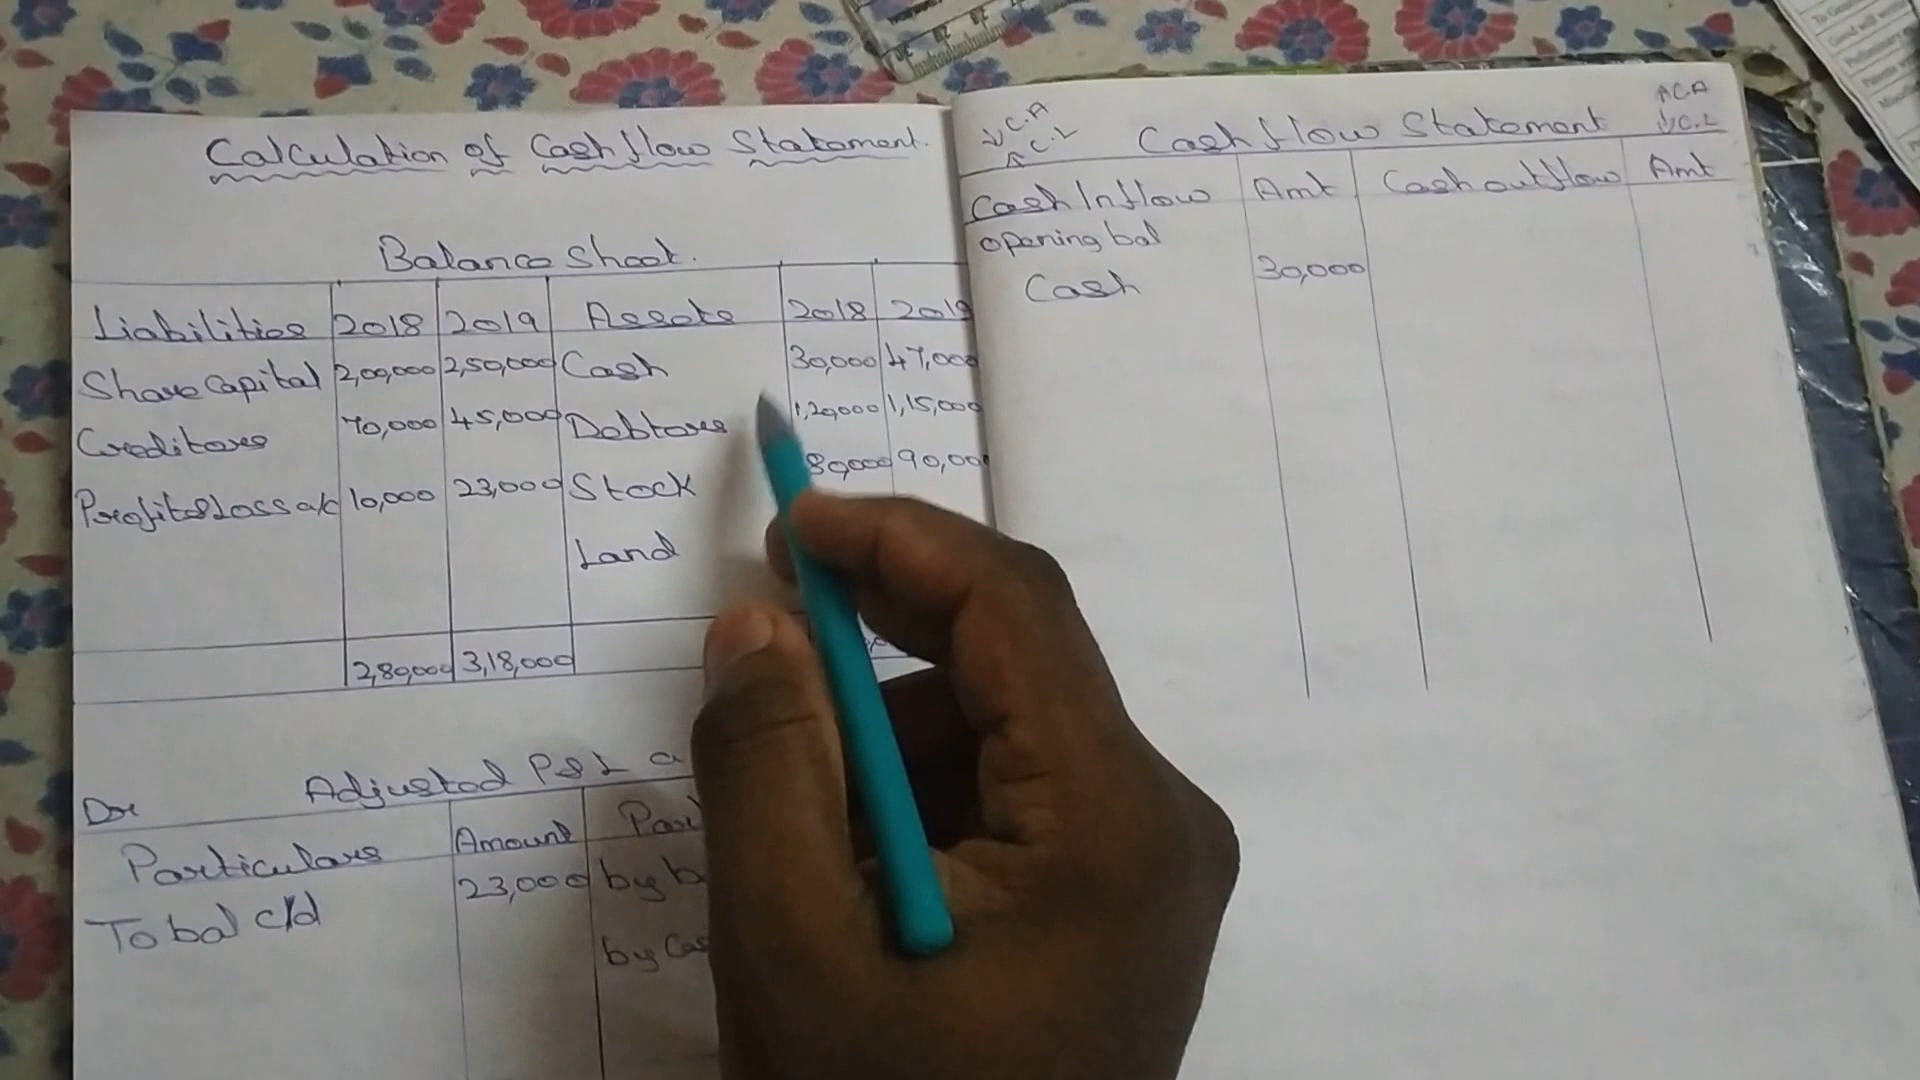 Calculation of Cash flow Statement.
Balance Sheet.
Liabilities 2018 2019 Assets 2018 2019
Share Capital 2,00,000 2,50,000 Cash 30,000 47,000
Creditors 70,000 45,000 Debtors 1,20,000 1,15,000
Profit & Loss a/c 10,000 23,000 Stock 80,000 90,000
Land
2,80,000 3,18,000
Adjusted P & L a
Dr
Particulars Amount Par
To bal c/d 23,000 by b
by Cas
↓ C.A
↑ C.L
Cash flow Statement
↑ C.A
↓ C.L
Cash Inflow Amt Cash outflow Amt
Opening bal
Cash 30,000